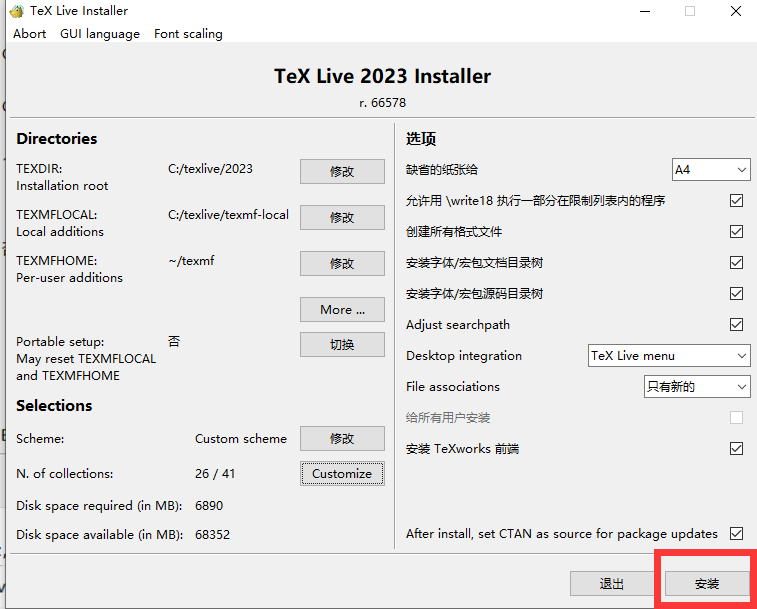 TeX Live Installer
Abort GUI language Font scaling
TeX Live 2023 Installer
r. 66578
Directories
TEXDIR: C:/texlive/2023 修改
Installation root
TEXMFLOCAL: C:/texlive/texmf-local 修改
Local additions
TEXMFHOME: ~/texmf 修改
Per-user additions
More ...
Portable setup: 否 切换
May reset TEXMFLOCAL
and TEXMFHOME
Selections
Scheme: Custom scheme 修改
N. of collections: 26 / 41 Customize
Disk space required (in MB): 6890
Disk space available (in MB): 68352
选项
缺省的纸张给 A4
允许用 \write18 执行一部分在限制列表内的程序
创建所有格式文件
安装字体/宏包文档目录树
安装字体/宏包源码目录树
Adjust searchpath
Desktop integration TeX Live menu
File associations 只有新的
给所有用户安装
安装 TeXworks 前端
After install, set CTAN as source for package updates
退出 安装